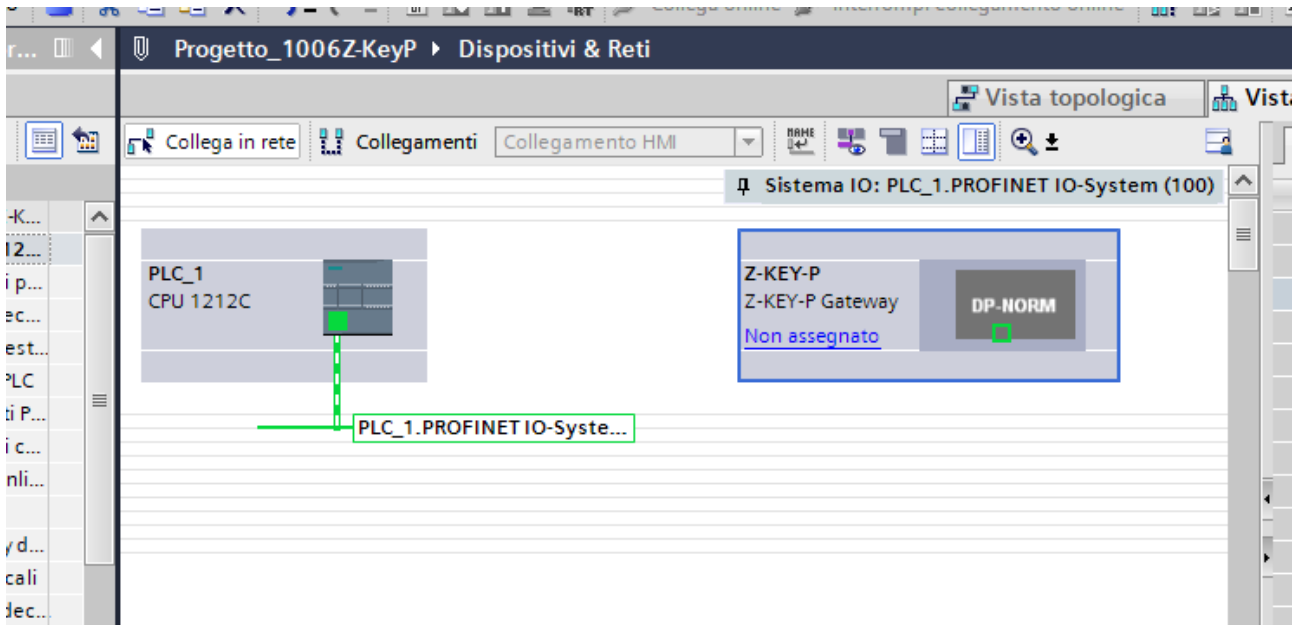 Progetto_1006Z-KeyP ▸ Dispositivi & Reti
Vista topologica
Vista
Collega in rete
Collegamenti
Collegamento HMI
NAME
Sistema IO: PLC_1.PROFINET IO-System (100)
-K...
12...
i p...
ec...
est...
PLC
ti P...
i c...
nli...
y d...
cali
dec...
PLC_1
CPU 1212C
Z-KEY-P
Z-KEY-P Gateway
Non assegnato
DP-NORM
PLC_1.PROFINET IO-Syste...